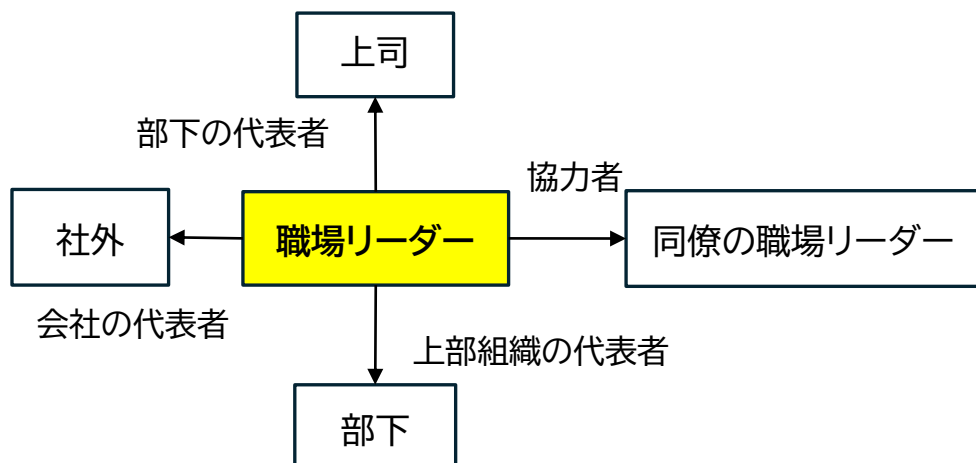 上司
部下の代表者
協力者
社外
職場リーダー
同僚の職場リーダー
会社の代表者
上部組織の代表者
部下